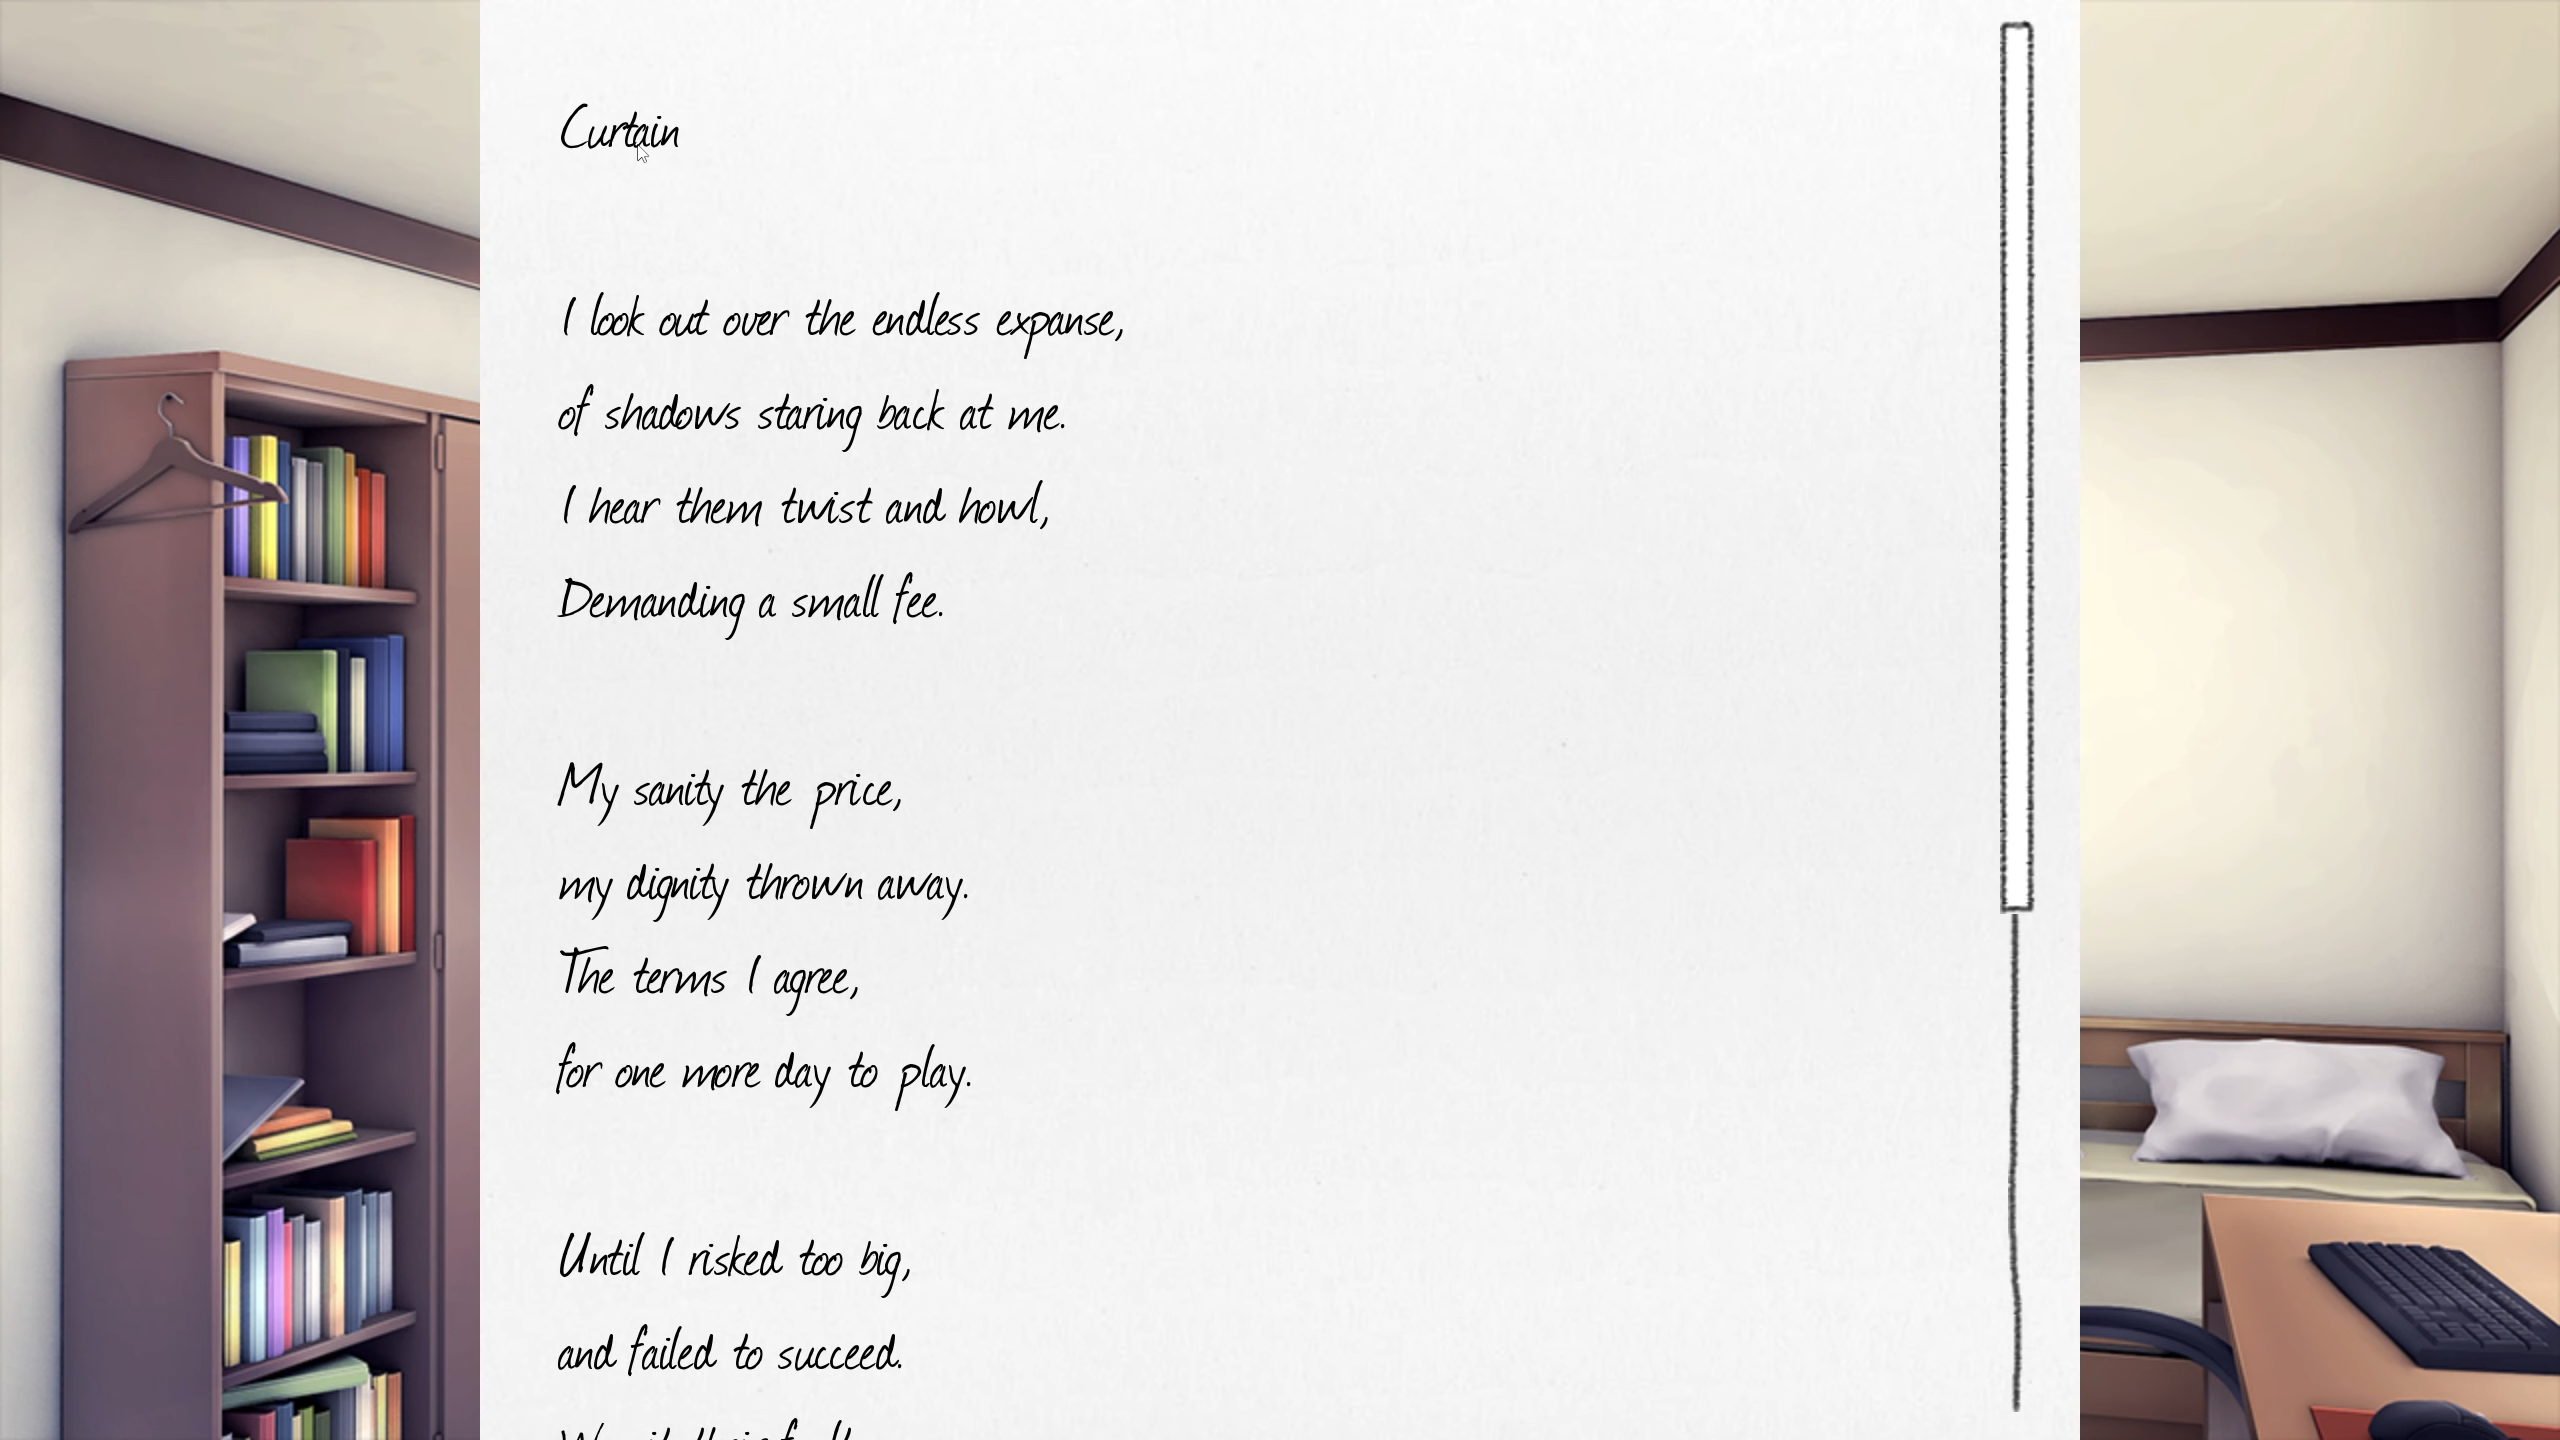 Curtain
I look out over the endless expanse,
of shadows staring back at me.
I hear them twist and howl,
Demanding a small fee.
My sanity the price,
my dignity thrown away.
The terms I agree,
for one more day to play.
Until I risked too big,
and failed to succeed.